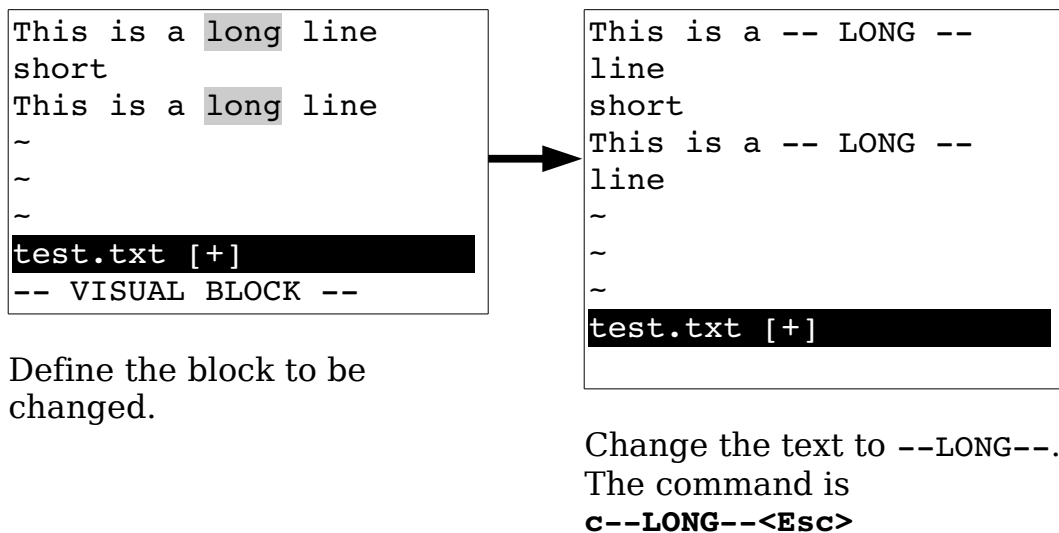 This is a long line
short
This is a long line
~
~
~
test.txt [+]
-- VISUAL BLOCK --
Define the block to be
changed.
This is a -- LONG --
line
short
This is a -- LONG --
line
~
~
~
test.txt [+]
Change the text to --LONG--.
The command is
c--LONG--<Esc>